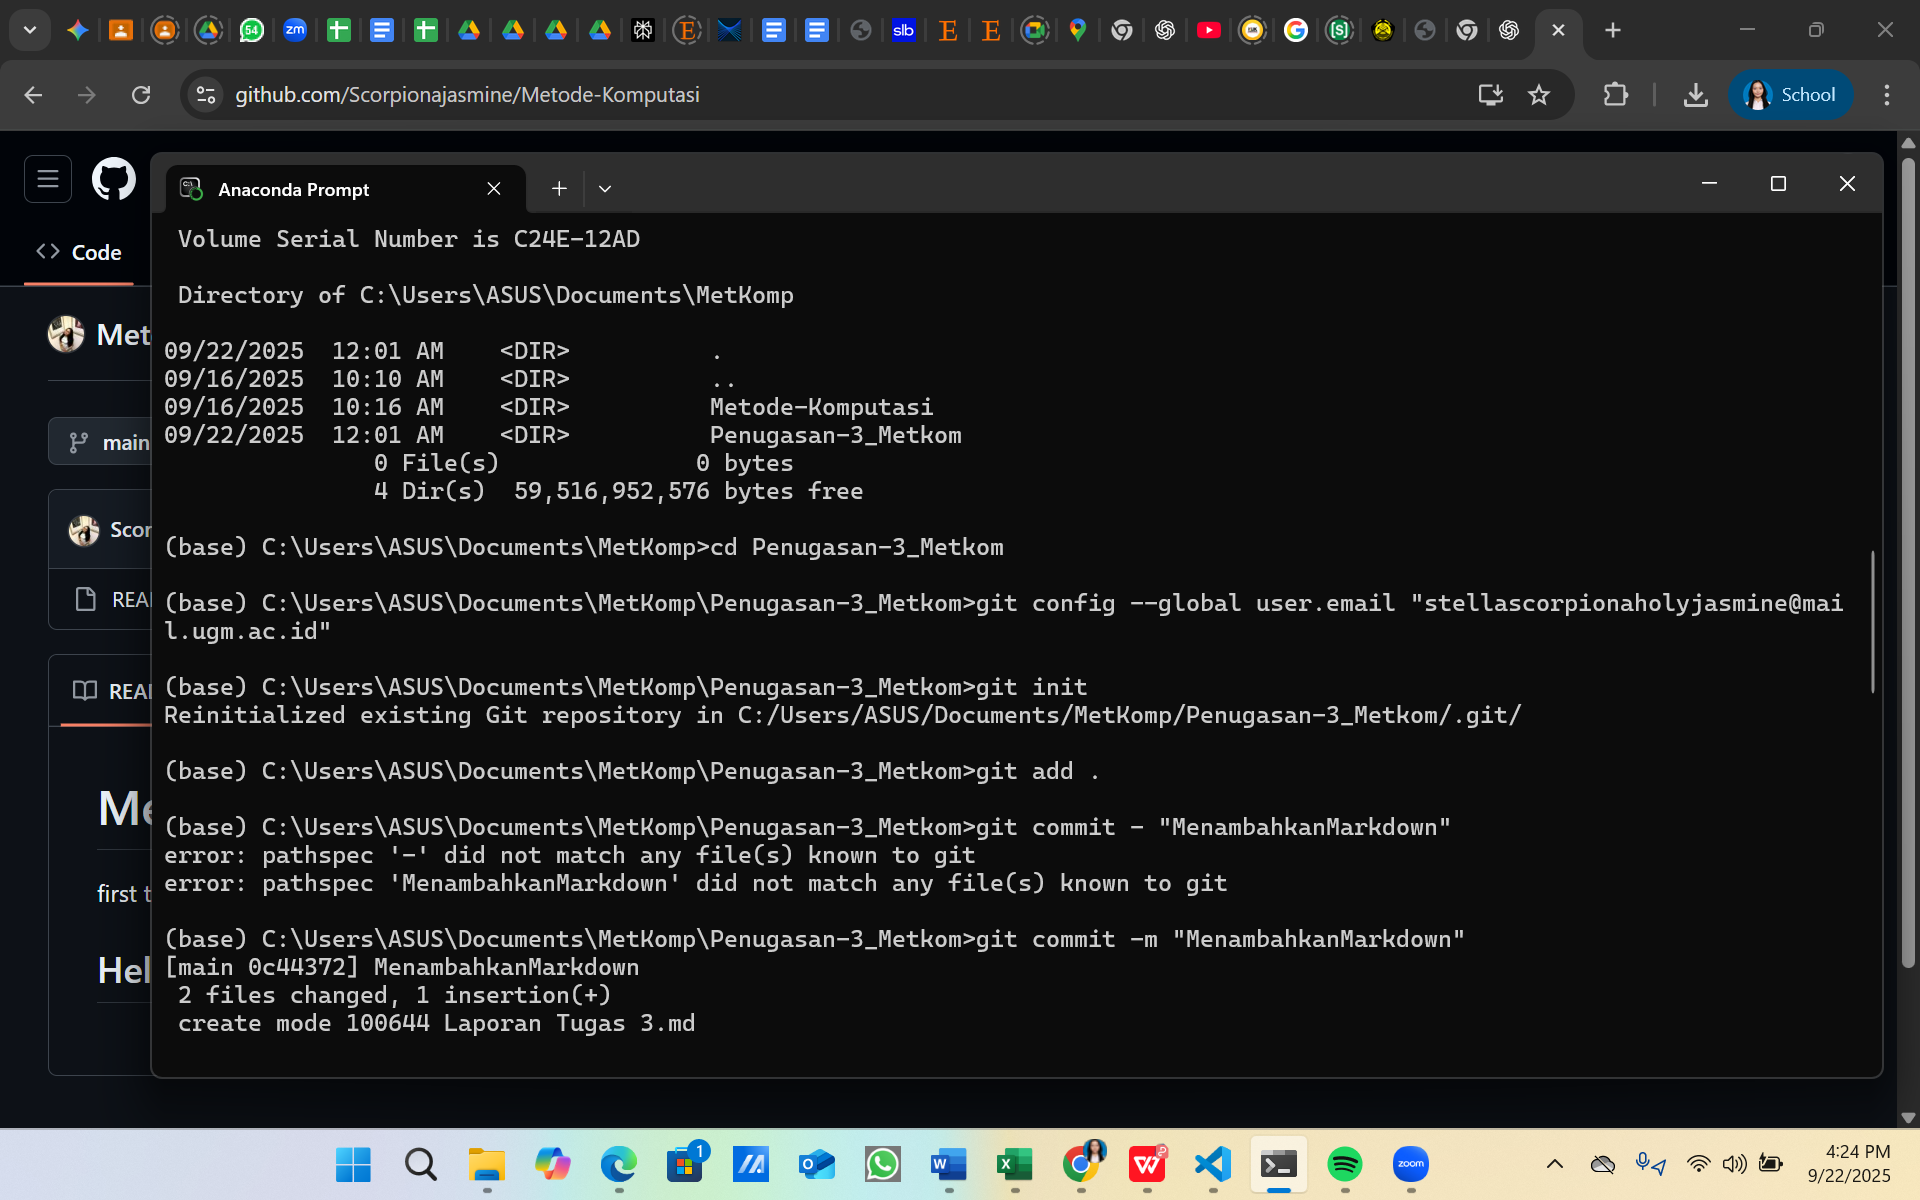 54
zm
slb
github.com/Scorpionajasmine/Metode-Komputasi
School
Anaconda Prompt
Code
Volume Serial Number is C24E-12AD
Directory of C:\Users\ASUS\Documents\MetKomp
Met
09/22/2025  12:01 AM    <DIR>          .
09/16/2025  10:10 AM    <DIR>          ..
09/16/2025  10:16 AM    <DIR>          Metode-Komputasi
09/22/2025  12:01 AM    <DIR>          Penugasan-3_Metkom
main
0 File(s)              0 bytes
4 Dir(s)  59,516,952,576 bytes free
Scor
(base) C:\Users\ASUS\Documents\MetKomp>cd Penugasan-3_Metkom
REA
(base) C:\Users\ASUS\Documents\MetKomp\Penugasan-3_Metkom>git config --global user.email "stellascorpionaholyjasmine@mai
l.ugm.ac.id"
REA
(base) C:\Users\ASUS\Documents\MetKomp\Penugasan-3_Metkom>git init
Reinitialized existing Git repository in C:/Users/ASUS/Documents/MetKomp/Penugasan-3_Metkom/.git/
(base) C:\Users\ASUS\Documents\MetKomp\Penugasan-3_Metkom>git add .
Me
(base) C:\Users\ASUS\Documents\MetKomp\Penugasan-3_Metkom>git commit - "MenambahkanMarkdown"
error: pathspec '-' did not match any file(s) known to git
error: pathspec 'MenambahkanMarkdown' did not match any file(s) known to git
first t
(base) C:\Users\ASUS\Documents\MetKomp\Penugasan-3_Metkom>git commit -m "MenambahkanMarkdown"
[main 0c44372] MenambahkanMarkdown
Hel
2 files changed, 1 insertion(+)
create mode 100644 Laporan Tugas 3.md
1
zoom
4:24 PM
9/22/2025